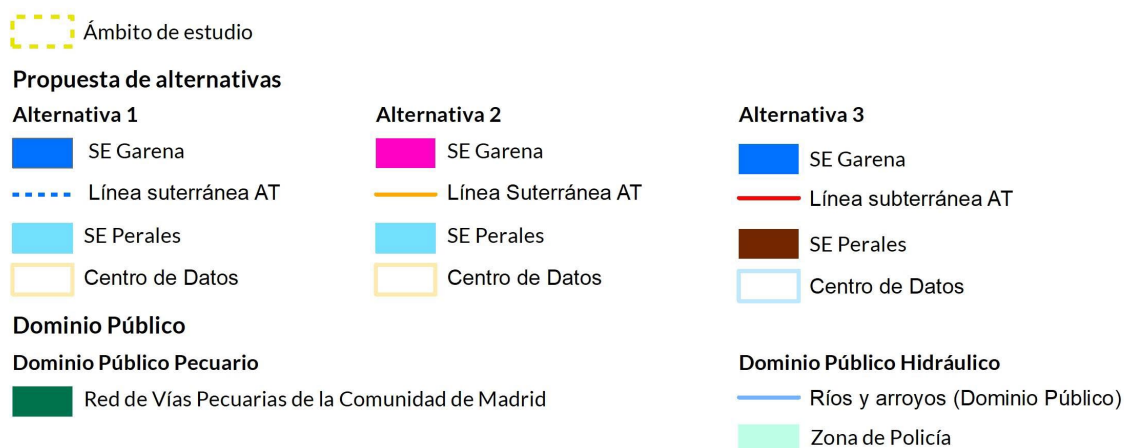 Ámbito de estudio
Propuesta de alternativas
Alternativa 1
SE Garena
Línea suterránea AT
SE Perales
Centro de Datos
Alternativa 2
SE Garena
Línea Suterránea AT
SE Perales
Centro de Datos
Alternativa 3
SE Garena
Línea subterránea AT
SE Perales
Centro de Datos
Dominio Público
Dominio Público Pecuario
Red de Vías Pecuarias de la Comunidad de Madrid
Dominio Público Hidráulico
Ríos y arroyos (Dominio Público)
Zona de Policía